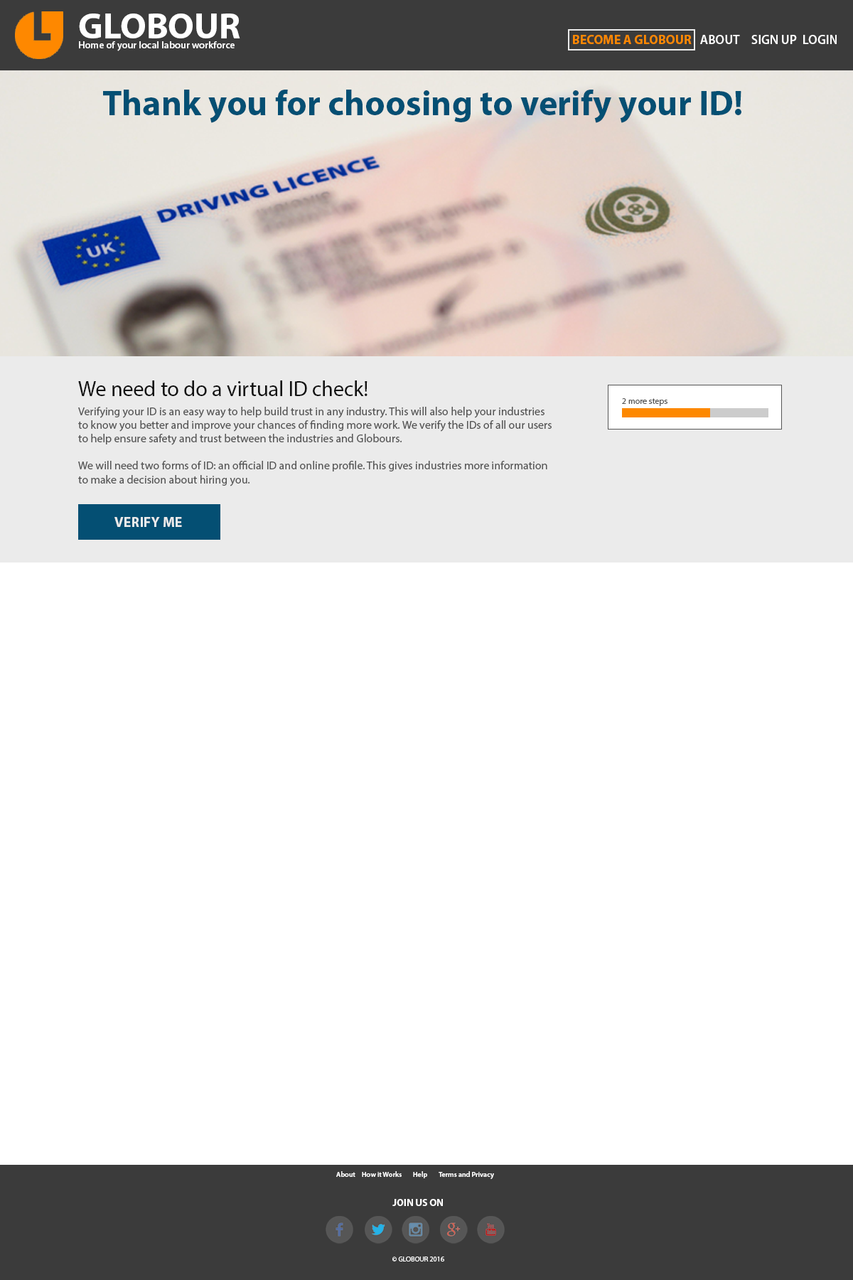 GLOBOUR
Home of your local labour workforce
BECOME A GLOBOUR ABOUT SIGN UP LOGIN
Thank you for choosing to verify your ID!
DRIVING LICENCE
UK
We need to do a virtual ID check!
Verifying your ID is an easy way to help build trust in any industry. This will also help your industries
to know you better and improve your chances of finding more work. We verify the IDs of all our users
to help ensure safety and trust between the industries and Globours.
We will need two forms of ID: an official ID and online profile. This gives industries more information
to make a decision about hiring you.
2 more steps
VERIFY ME
About How it Works Help Terms and Privacy
JOIN US ON
© GLOBOUR 2016